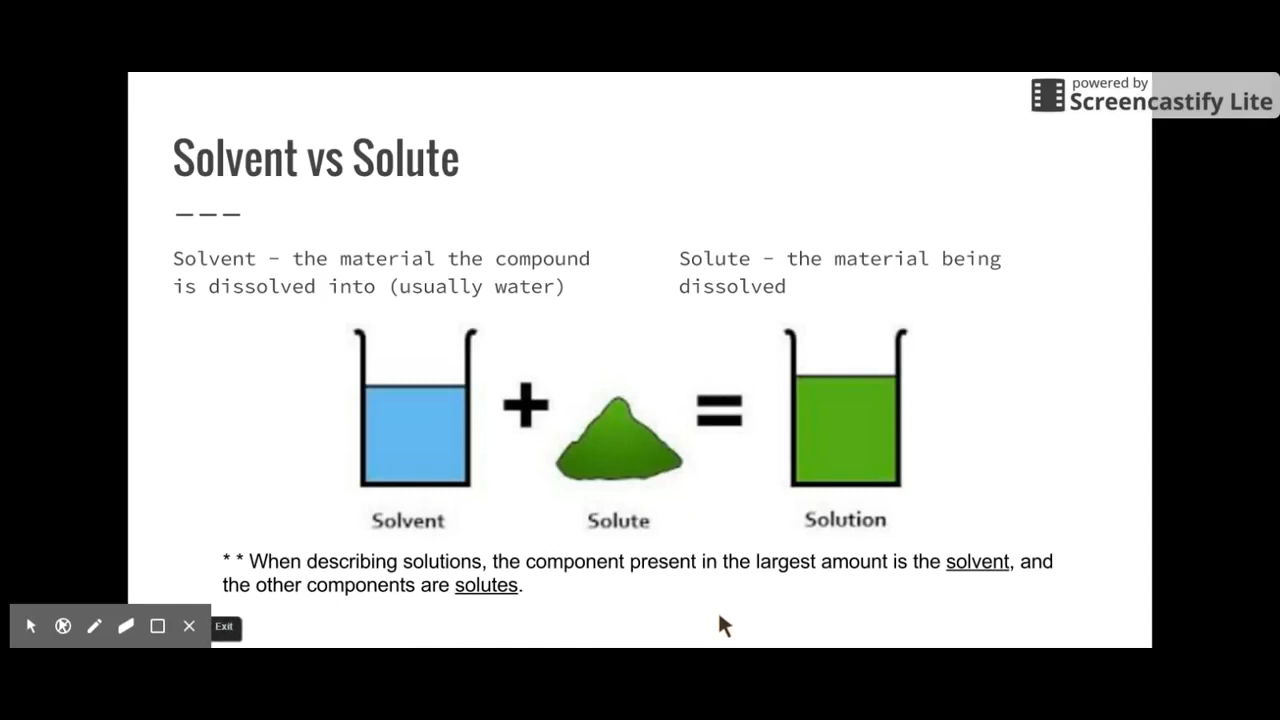 powered by
Screencastify Lite
Solvent vs Solute
Solvent - the material the compound
is dissolved into (usually water)
Solute - the material being
dissolved
Solvent
Solute
Solution
* * When describing solutions, the component present in the largest amount is the solvent, and
the other components are solutes.
Exit